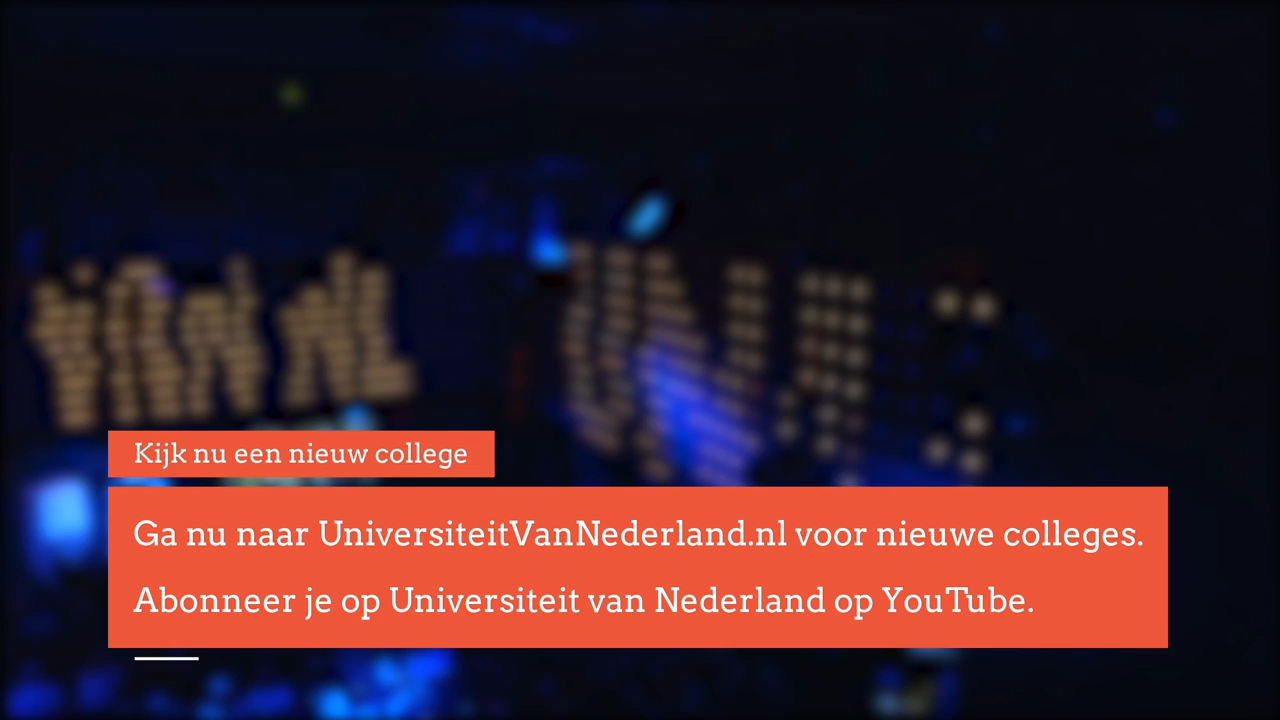 Kijk nu een nieuw college
Ga nu naar UniversiteitVanNederland.nl voor nieuwe colleges.
Abonneer je op Universiteit van Nederland op YouTube.